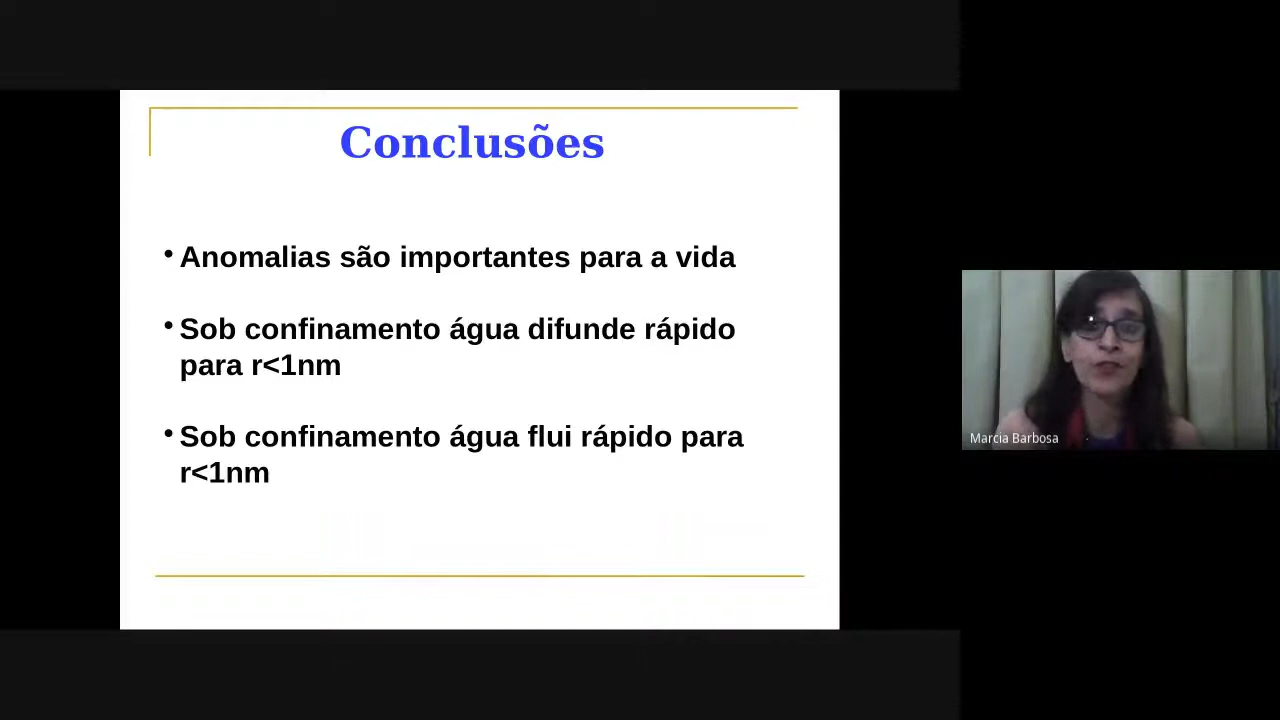 Conclusões
• Anomalias são importantes para a vida
• Sob confinamento água difunde rápido
para r<1nm
• Sob confinamento água flui rápido para
r<1nm
Marcia Barbosa